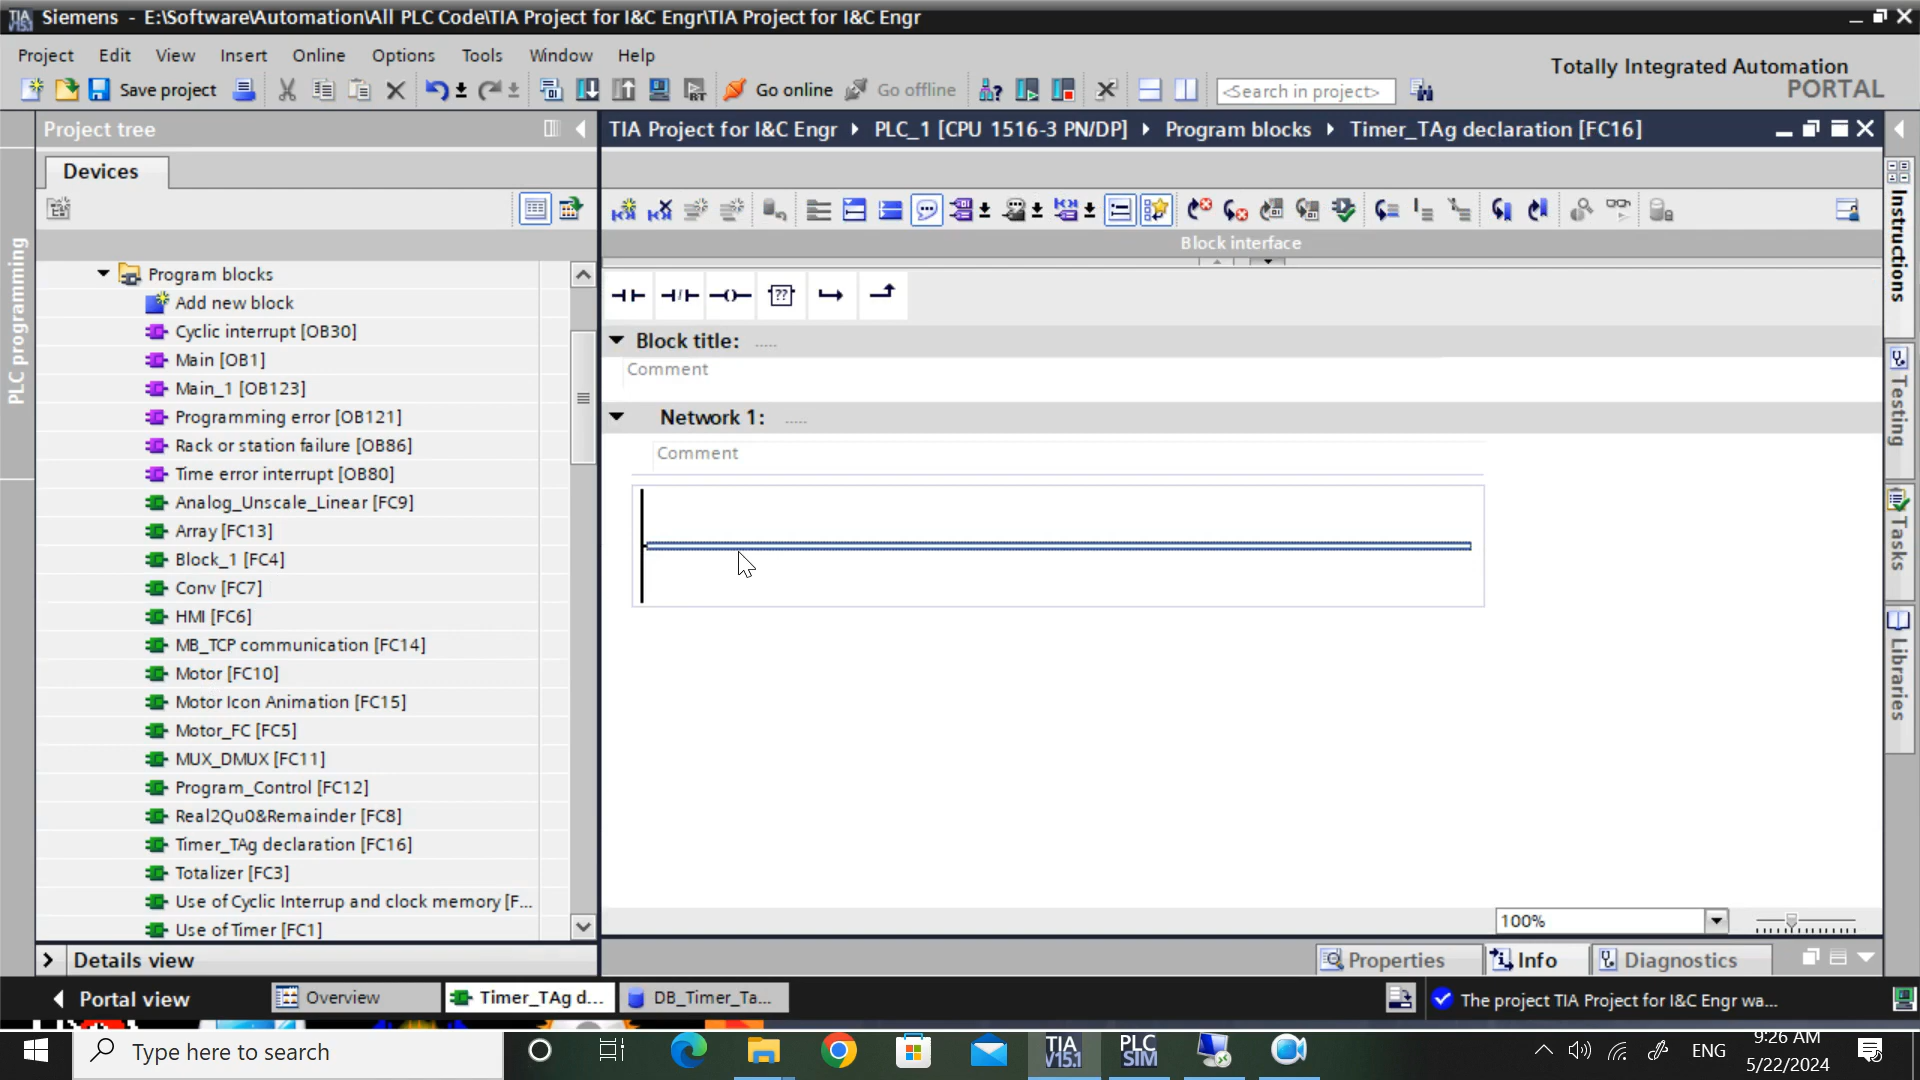 Siemens - E:\Software\Automation\All PLC Code\TIA Project for I&C Engr\TIA Project for I&C Engr
Project Edit View Insert Online Options Tools Window Help
Totally Integrated Automation
PORTAL
Save project
Go online
Go offline
<Search in project>
Project tree
TIA Project for I&C Engr
PLC_1 [CPU 1516-3 PN/DP]
Program blocks
Timer_TAg declaration [FC16]
Devices
Block interface
PLC programming
Program blocks
Add new block
Cyclic interrupt [OB30]
Main [OB1]
Main_1 [OB123]
Programming error [OB121]
Rack or station failure [OB86]
Time error interrupt [OB80]
Analog_Unscale_Linear [FC9]
Array [FC13]
Block_1 [FC4]
Conv [FC7]
HMI [FC6]
MB_TCP communication [FC14]
Motor [FC10]
Motor Icon Animation [FC15]
Motor_FC [FC5]
MUX_DMUX [FC11]
Program_Control [FC12]
Real2Qu0&Remainder [FC8]
Timer_TAg declaration [FC16]
Totalizer [FC3]
Use of Cyclic Interrup and clock memory [F...
Use of Timer [FC1]
??
Block title: .....
Comment
Network 1: .....
Comment
Instructions
Testing
Tasks
Libraries
100%
Details view
Properties
Info
Diagnostics
Portal view
Overview
Timer_TAg d...
DB_Timer_Ta...
The project TIA Project for I&C Engr wa...
Type here to search
TIA
V15.1
PLC
SIM
ENG
9:26 AM
5/22/2024